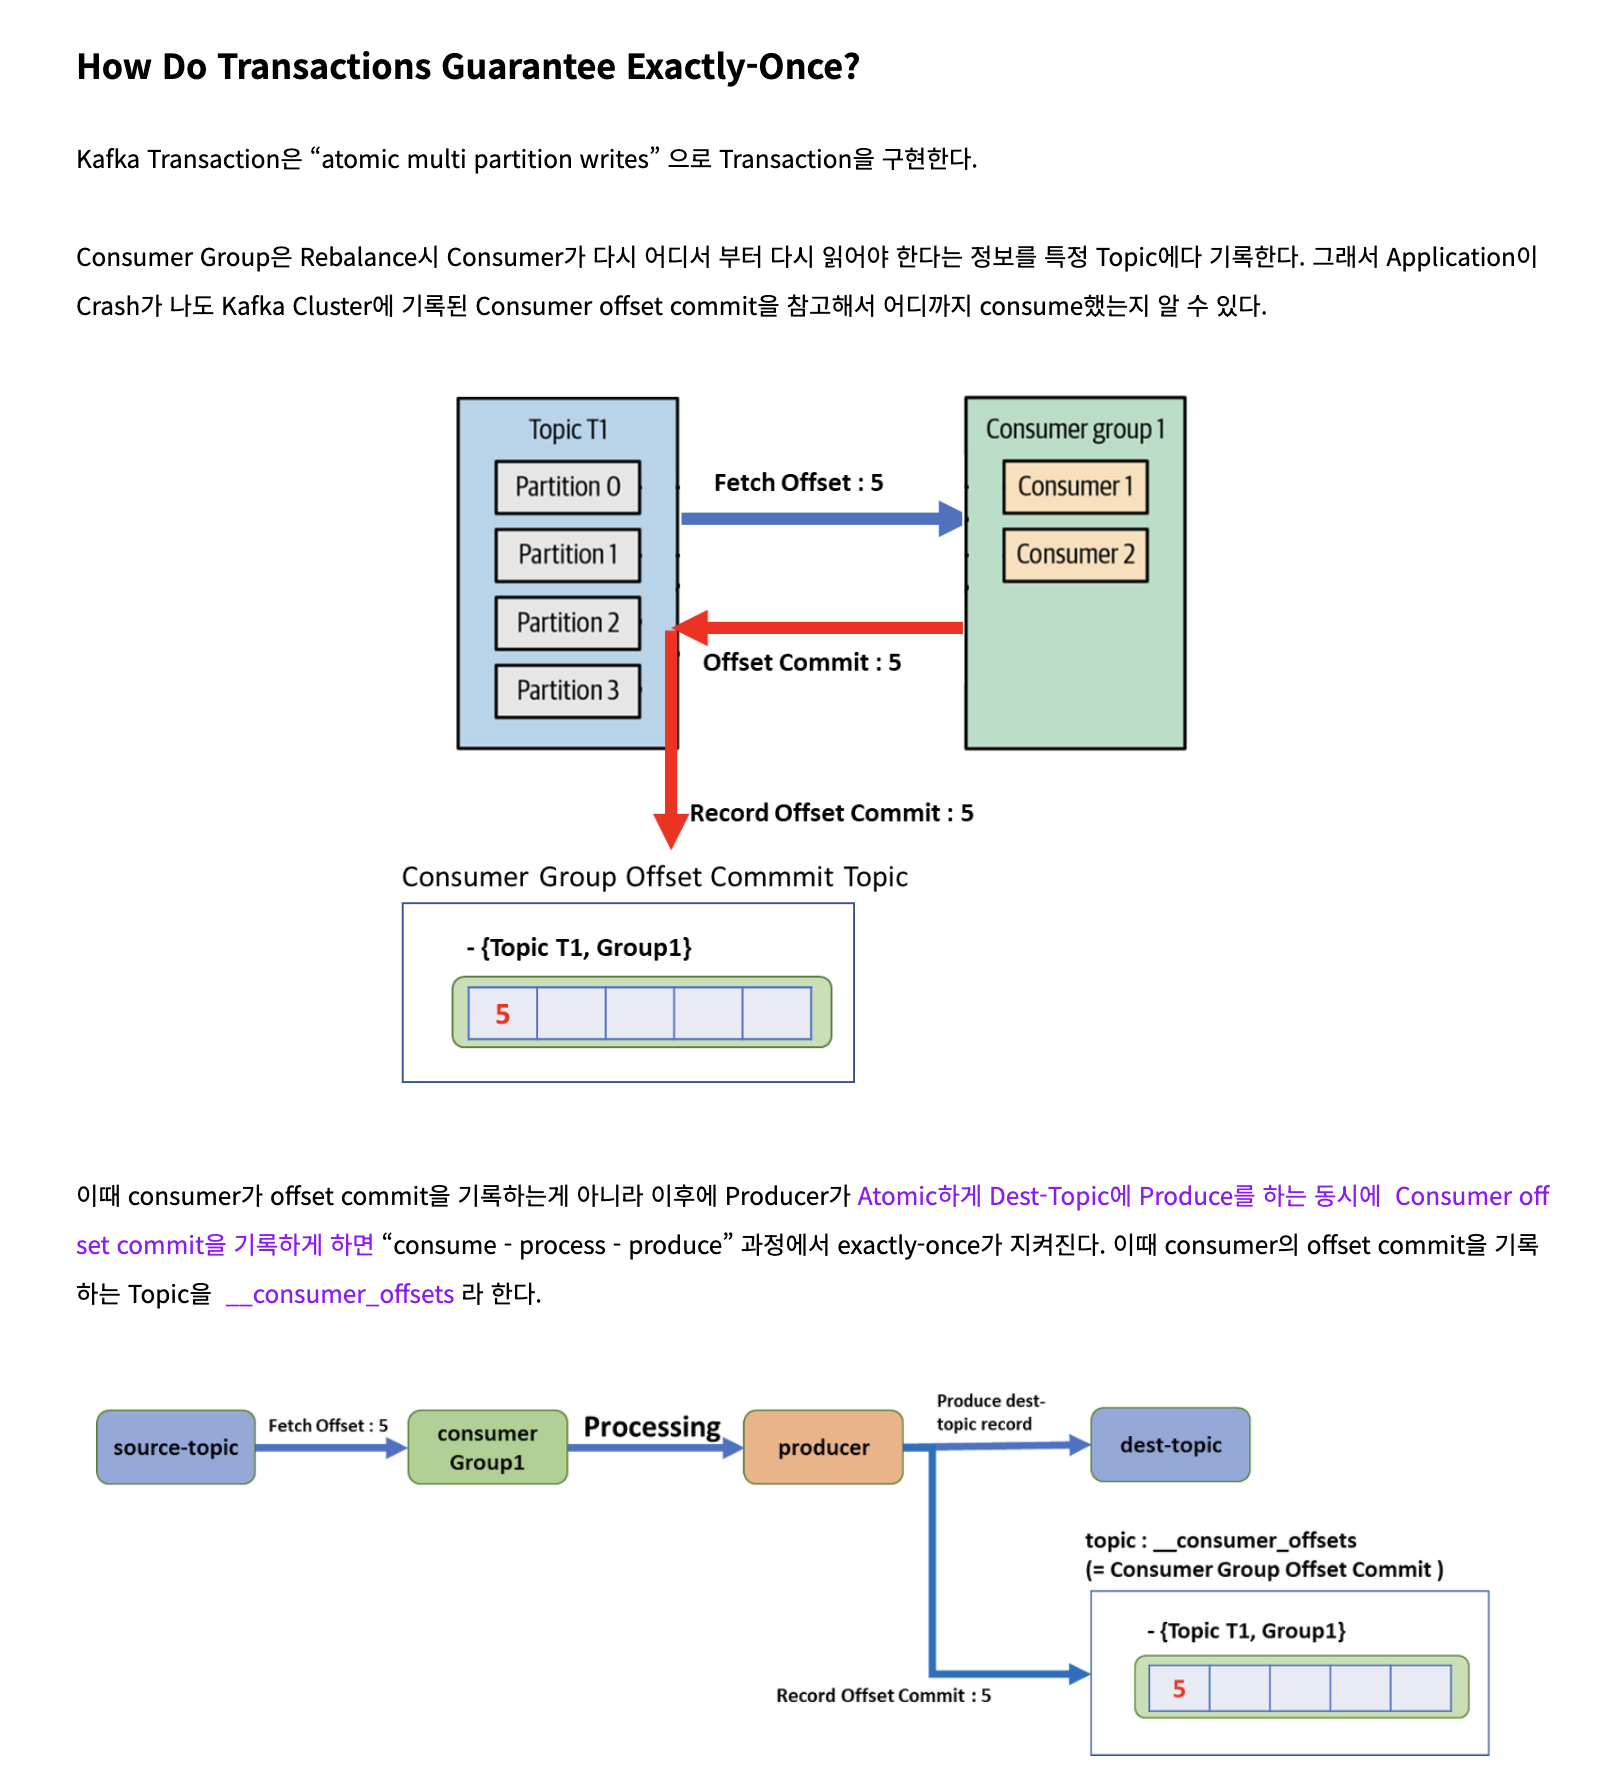 How Do Transactions Guarantee Exactly-Once?
Kafka Transaction은 “atomic multi partition writes” 으로 Transaction을 구현한다.
Consumer Group은 Rebalance시 Consumer가 다시 어디서 부터 다시 읽어야 한다는 정보를 특정 Topic에다 기록한다. 그래서 Application이
Crash가 나도 Kafka Cluster에 기록된 Consumer offset commit을 참고해서 어디까지 consume했는지 알 수 있다.
Topic T1
Partition 0
Partition 1
Partition 2
Partition 3
Fetch Offset : 5
Offset Commit : 5
Consumer group 1
Consumer 1
Consumer 2
Record Offset Commit : 5
Consumer Group Offset Commmit Topic
- {Topic T1, Group1}
5
이때 consumer가 offset commit을 기록하는게 아니라 이후에 Producer가 Atomic하게 Dest-Topic에 Produce를 하는 동시에 Consumer off
set commit을 기록하게 하면 “consume - process - produce” 과정에서 exactly-once가 지켜진다. 이때 consumer의 offset commit을 기록
하는 Topic을 __consumer_offsets 라 한다.
source-topic
Fetch Offset : 5
consumer
Group1
Processing
producer
Produce dest-
topic record
dest-topic
topic : __consumer_offsets
(= Consumer Group Offset Commit )
- {Topic T1, Group1}
5
Record Offset Commit : 5